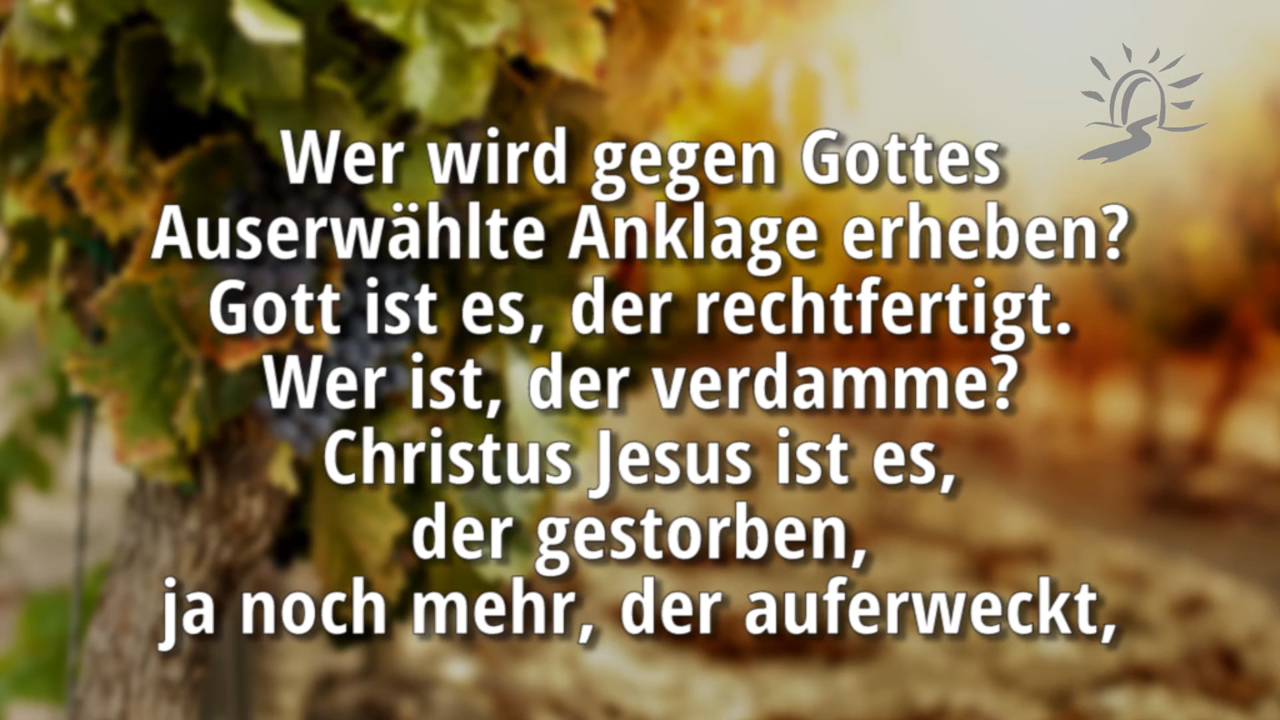 Wer wird gegen Gottes
Auserwählte Anklage erheben?
Gott ist es, der rechtfertigt.
Wer ist, der verdamme?
Christus Jesus ist es,
der gestorben,
ja noch mehr, der auferweckt,